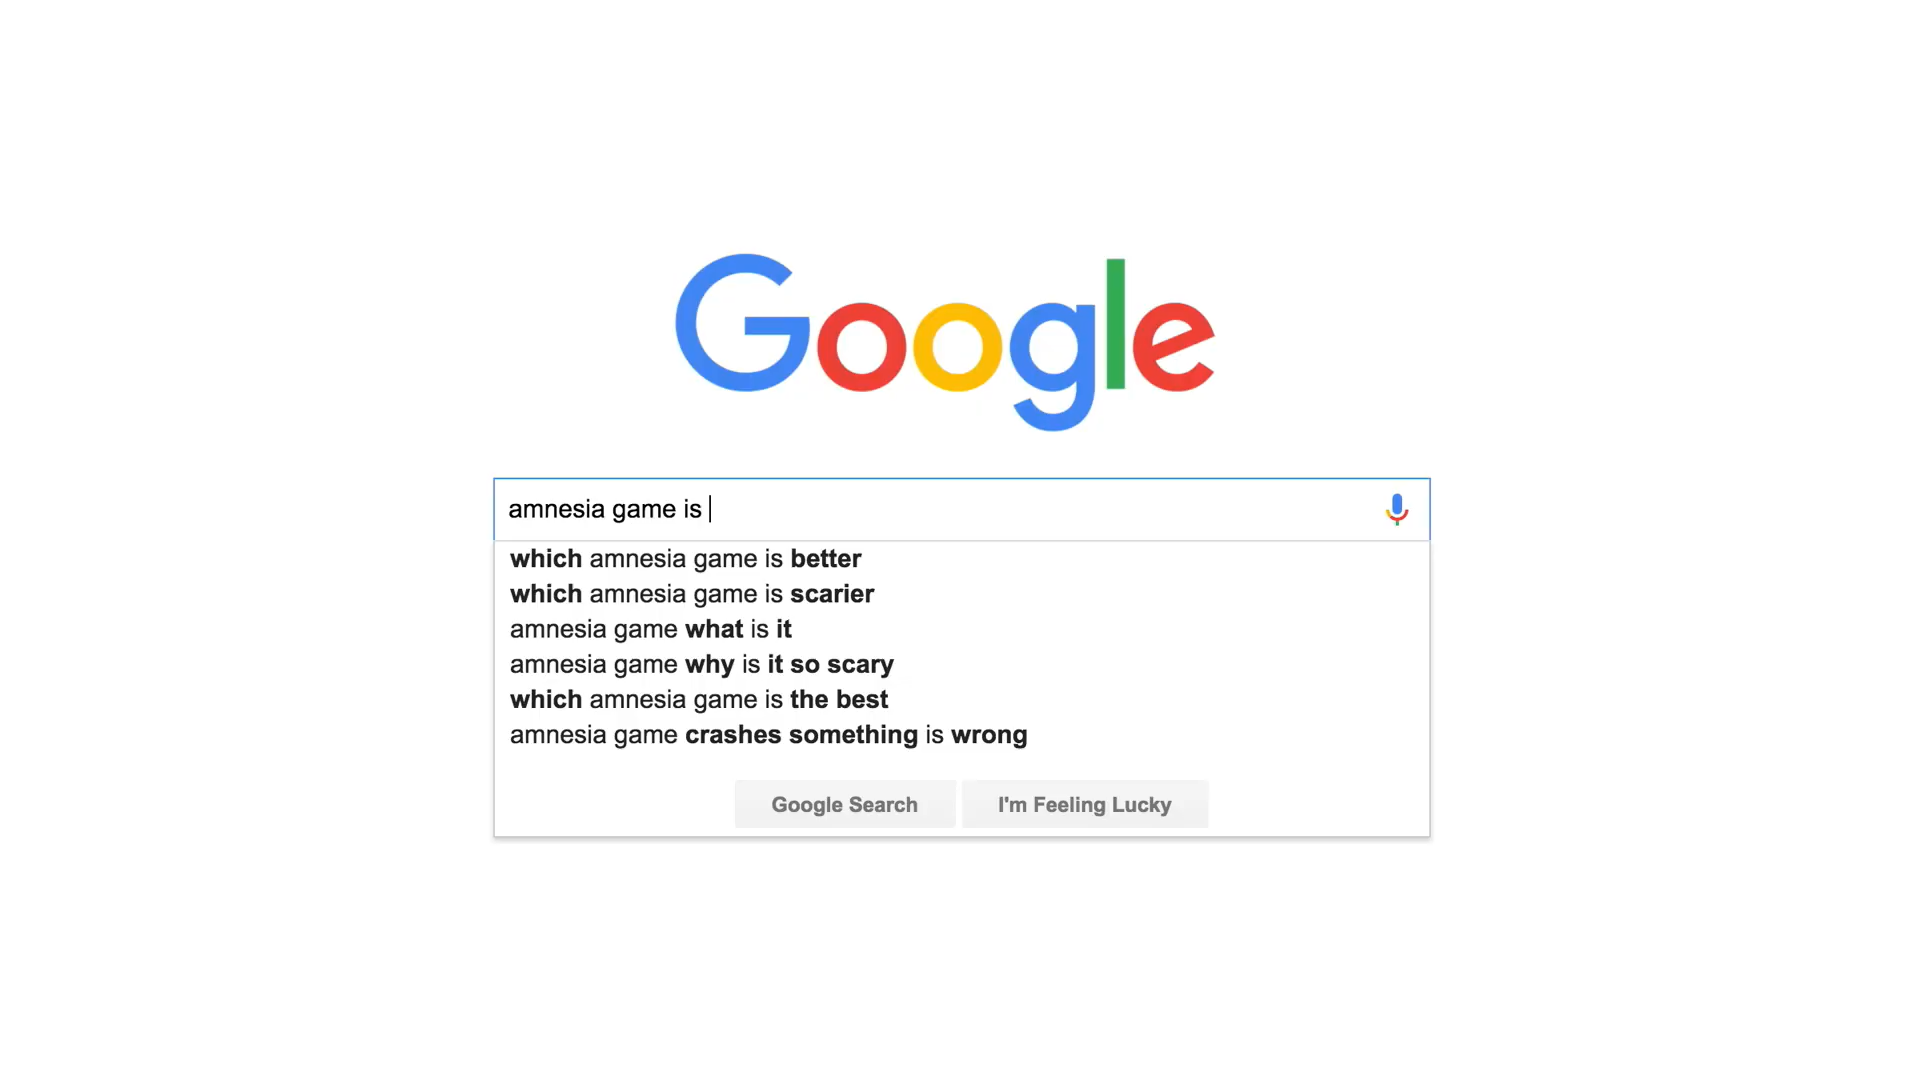 Google
amnesia game is
which amnesia game is better
which amnesia game is scarier
amnesia game what is it
amnesia game why is it so scary
which amnesia game is the best
amnesia game crashes something is wrong
Google Search
I'm Feeling Lucky